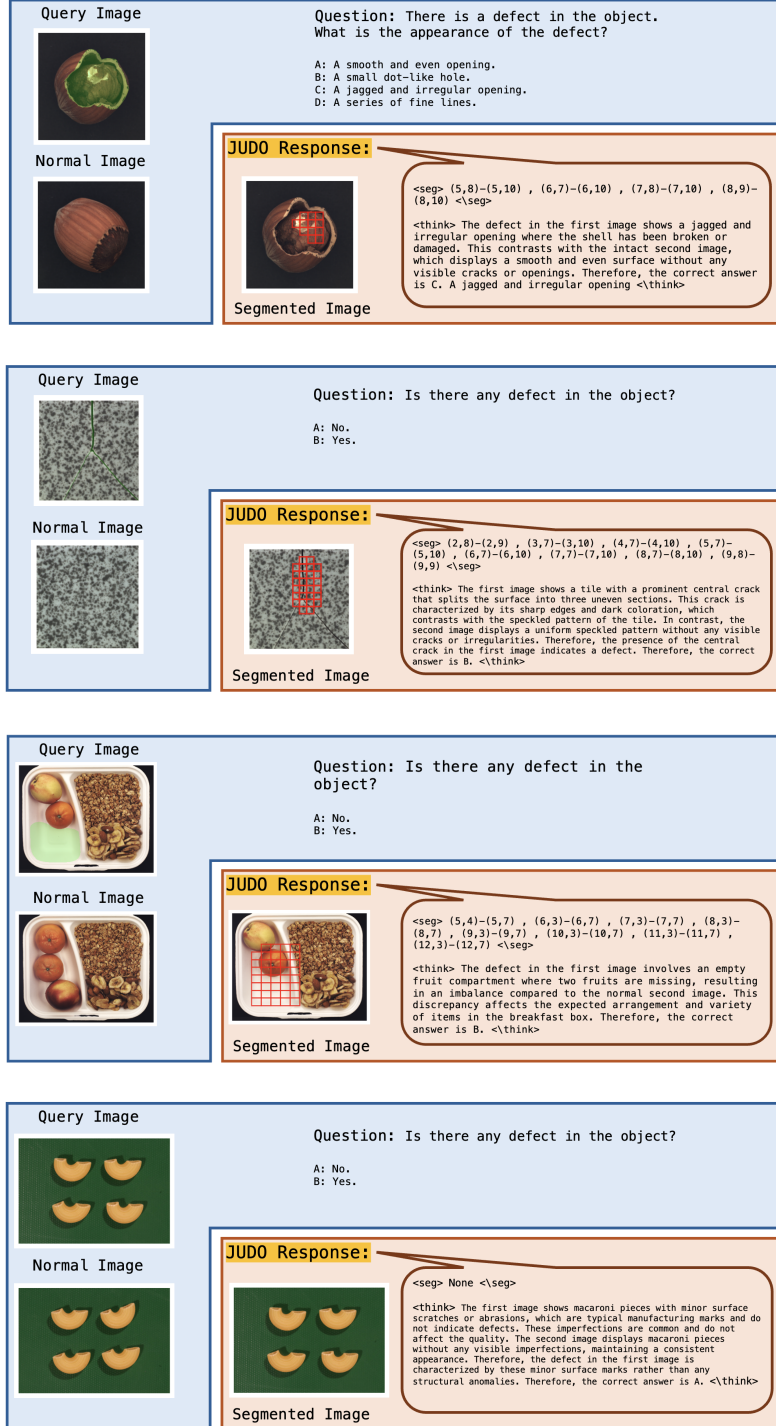 Query Image
Question: There is a defect in the object.
What is the appearance of the defect?
A: A smooth and even opening.
B: A small dot-like hole.
C: A jagged and irregular opening.
D: A series of fine lines.
Normal Image
JUDO Response:
<seg> (5,8)-(5,10) , (6,7)-(6,10) , (7,8)-(7,10) , (8,9)-
(8,10) <\seg>
<think> The defect in the first image shows a jagged and
irregular opening where the shell has been broken or
damaged. This contrasts with the intact second image,
which displays a smooth and even surface without any
visible cracks or openings. Therefore, the correct answer
is C. A jagged and irregular opening <\think>
Segmented Image
Query Image
Question: Is there any defect in the object?
A: No.
B: Yes.
Normal Image
JUDO Response:
<seg> (2,8)-(2,9) , (3,7)-(3,10) , (4,7)-(4,10) , (5,7)-
(5,10) , (6,7)-(6,10) , (7,7)-(7,10) , (8,7)-(8,10) , (9,8)-
(9,9) <\seg>
<think> The first image shows a tile with a prominent central crack
that splits the surface into three uneven sections. This crack is
characterized by its sharp edges and dark coloration, which
contrasts with the speckled pattern of the tile. In contrast, the
second image displays a uniform speckled pattern without any visible
cracks or irregularities. Therefore, the presence of the central
crack in the first image indicates a defect. Therefore, the correct
answer is B. <\think>
Segmented Image
Query Image
Question: Is there any defect in the
object?
A: No.
B: Yes.
Normal Image
JUDO Response:
<seg> (5,4)-(5,7) , (6,3)-(6,7) , (7,3)-(7,7) , (8,3)-
(8,7) , (9,3)-(9,7) , (10,3)-(10,7) , (11,3)-(11,7) ,
(12,3)-(12,7) <\seg>
<think> The defect in the first image involves an empty
fruit compartment where two fruits are missing, resulting
in an imbalance compared to the normal second image. This
discrepancy affects the expected arrangement and variety
of items in the breakfast box. Therefore, the correct
answer is B. <\think>
Segmented Image
Query Image
Question: Is there any defect in the object?
A: No.
B: Yes.
Normal Image
JUDO Response:
<seg> None <\seg>
<think> The first image shows macaroni pieces with minor surface
scratches or abrasions, which are typical manufacturing marks and do
not indicate defects. These imperfections are common and do not
affect the quality. The second image displays macaroni pieces
without any visible imperfections, maintaining a consistent
appearance. Therefore, the defect in the first image is
characterized by these minor surface marks rather than any
structural anomalies. Therefore, the correct answer is A. <\think>
Segmented Image